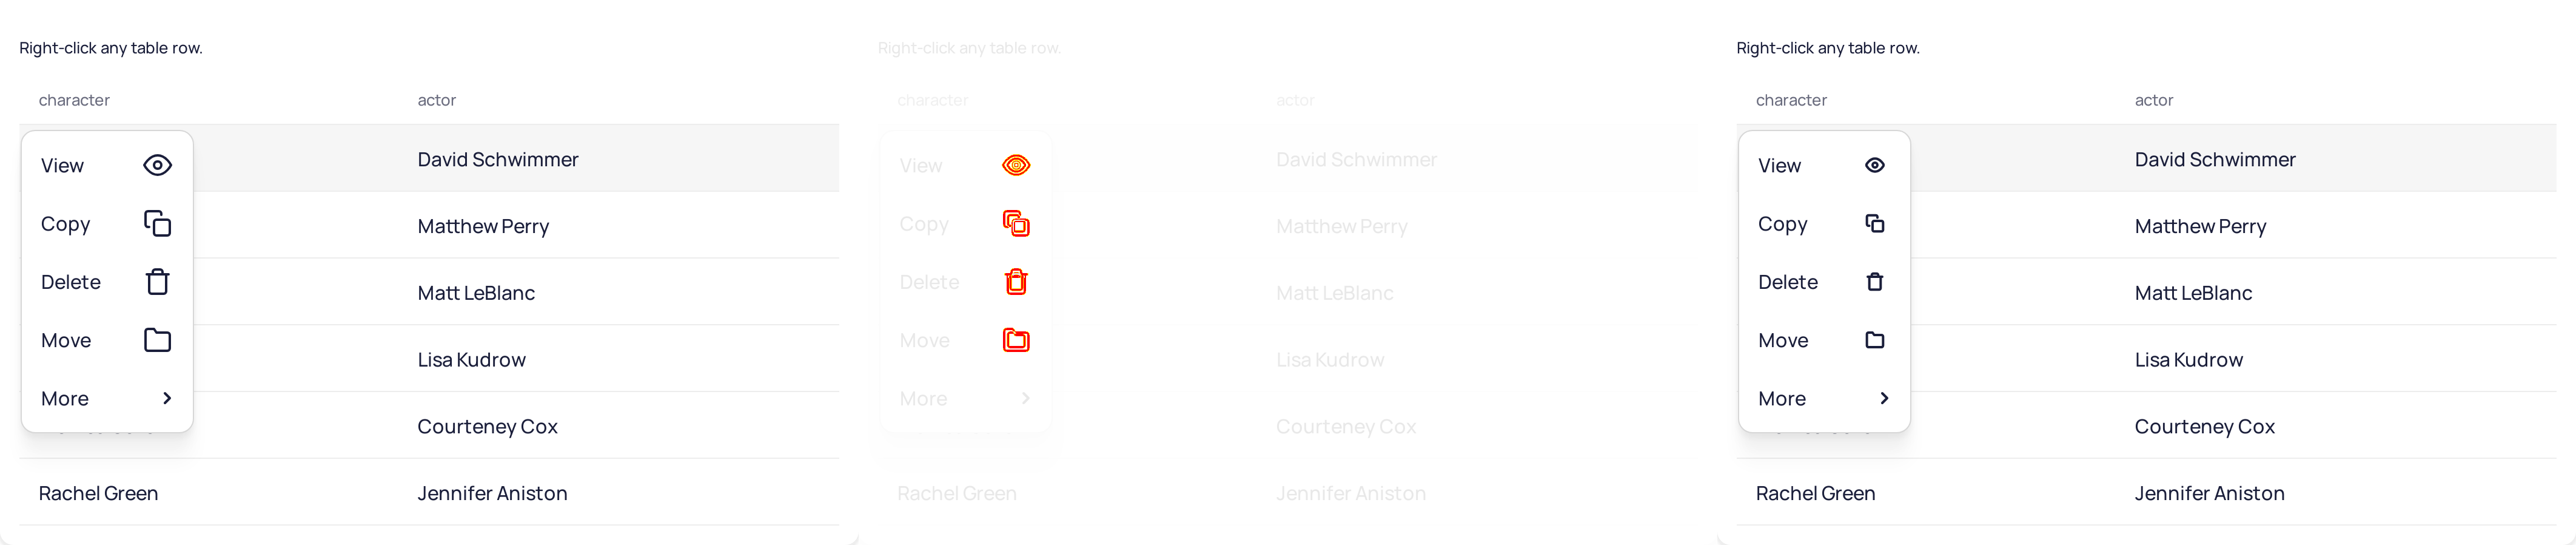 Right-click any table row.
character actor
View
David Schwimmer
Copy
Matthew Perry
Delete
Matt LeBlanc
Move
Lisa Kudrow
More
Courteney Cox
Rachel Green Jennifer Aniston
Right-click any table row.
character actor
View
David Schwimmer
Copy
Matthew Perry
Delete
Matt LeBlanc
Move
Lisa Kudrow
More
Courteney Cox
Rachel Green Jennifer Aniston
Right-click any table row.
character actor
View
David Schwimmer
Copy
Matthew Perry
Delete
Matt LeBlanc
Move
Lisa Kudrow
More
Courteney Cox
Rachel Green Jennifer Aniston